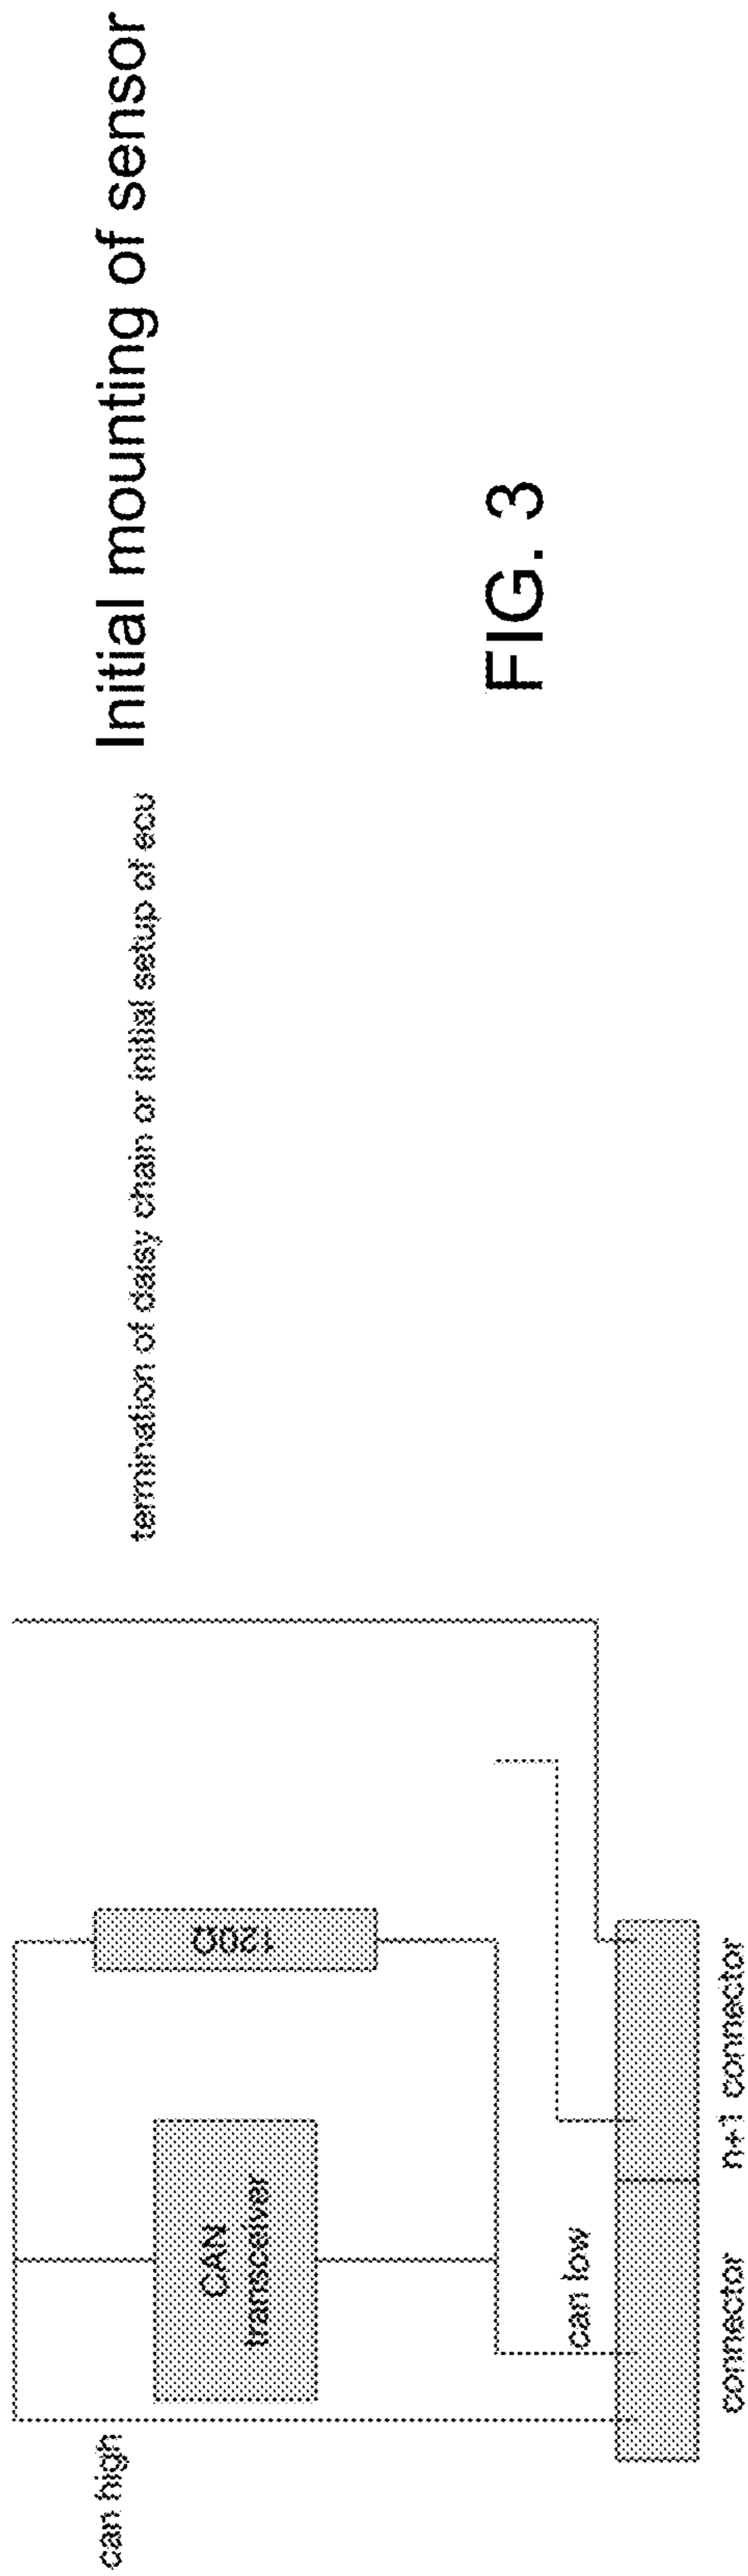 can high
CAN
transceiver
120Ω
can low
connector
n+1 connector
termination of daisy chain or initial setup of ecu
Initial mounting of sensor
FIG. 3